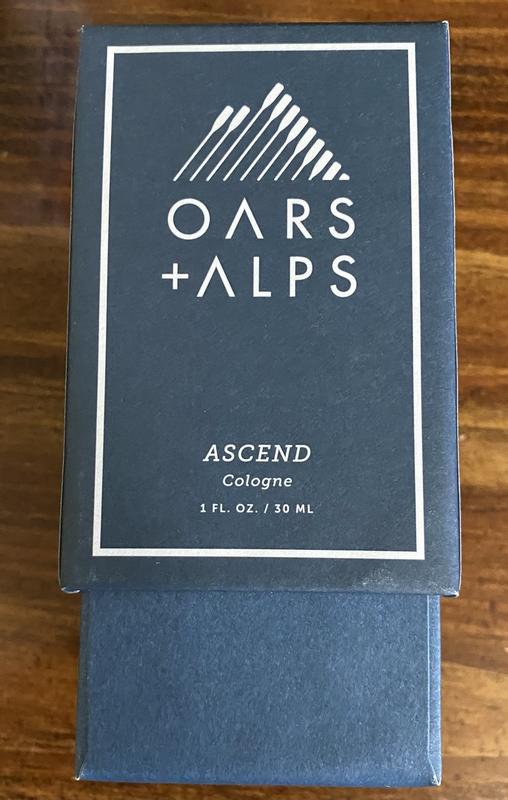 OARS
+ALPS
ASCEND
Cologne
1 FL. OZ. / 30 ML